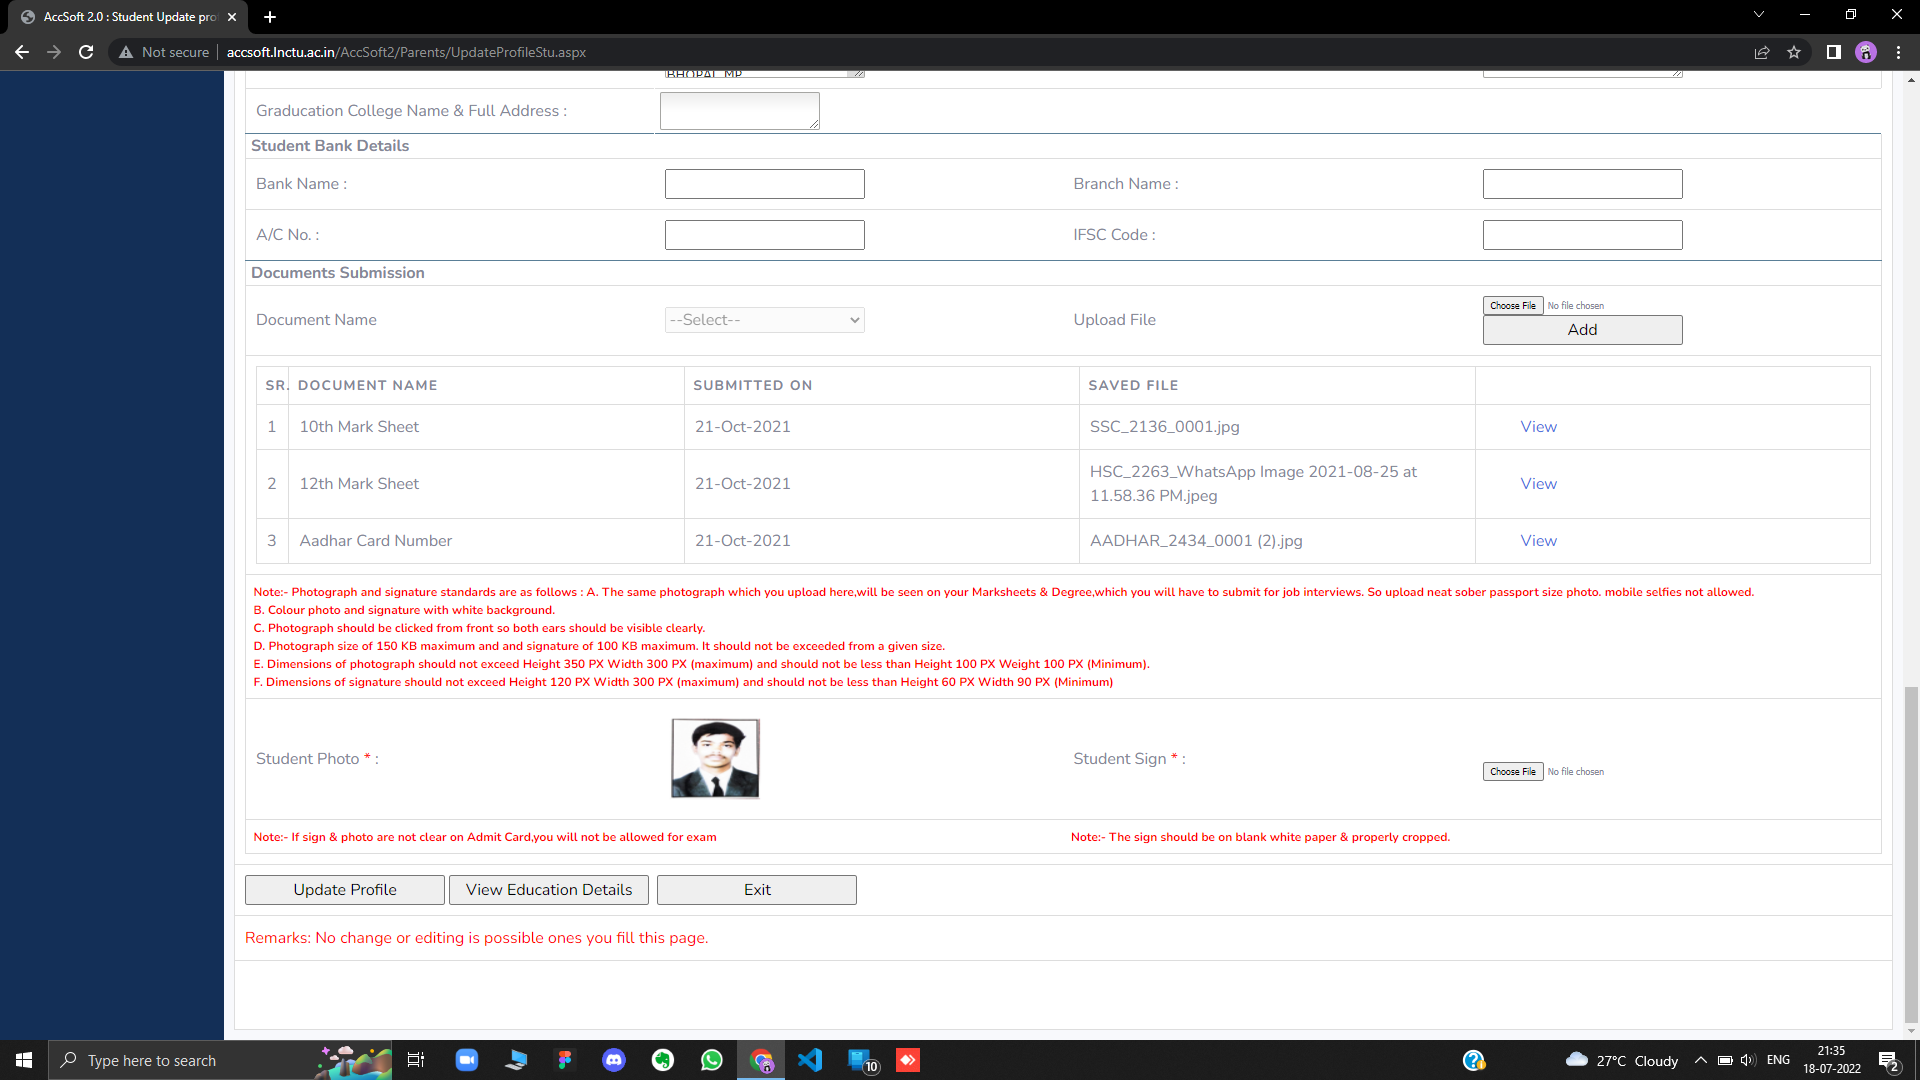 AccSoft 2.0 : Student Update pro
Not secure
accsoft.lnctu.ac.in/AccSoft2/Parents/UpdateProfileStu.aspx
BHOPAL MP
Graducation College Name & Full Address :
Student Bank Details
Bank Name :
Branch Name :
A/C No. :
IFSC Code :
Documents Submission
Document Name
--Select--
Upload File
Choose File No file chosen
Add
SR. DOCUMENT NAME SUBMITTED ON SAVED FILE
1 10th Mark Sheet 21-Oct-2021 SSC_2136_0001.jpg View
2 12th Mark Sheet 21-Oct-2021 HSC_2263_WhatsApp Image 2021-08-25 at
11.58.36 PM.jpeg View
3 Aadhar Card Number 21-Oct-2021 AADHAR_2434_0001 (2).jpg View
Note:- Photograph and signature standards are as follows : A. The same photograph which you upload here,will be seen on your Marksheets & Degree,which you will have to submit for job interviews. So upload neat sober passport size photo. mobile selfies not allowed.
B. Colour photo and signature with white background.
C. Photograph should be clicked from front so both ears should be visible clearly.
D. Photograph size of 150 KB maximum and and signature of 100 KB maximum. It should not be exceeded from a given size.
E. Dimensions of photograph should not exceed Height 350 PX Width 300 PX (maximum) and should not be less than Height 100 PX Weight 100 PX (Minimum).
F. Dimensions of signature should not exceed Height 120 PX Width 300 PX (maximum) and should not be less than Height 60 PX Width 90 PX (Minimum)
Student Photo * :
Student Sign * :
Choose File No file chosen
Note:- If sign & photo are not clear on Admit Card,you will not be allowed for exam
Note:- The sign should be on blank white paper & properly cropped.
Update Profile
View Education Details
Exit
Remarks: No change or editing is possible ones you fill this page.
Type here to search
10
27°C Cloudy
ENG
21:35
18-07-2022
2